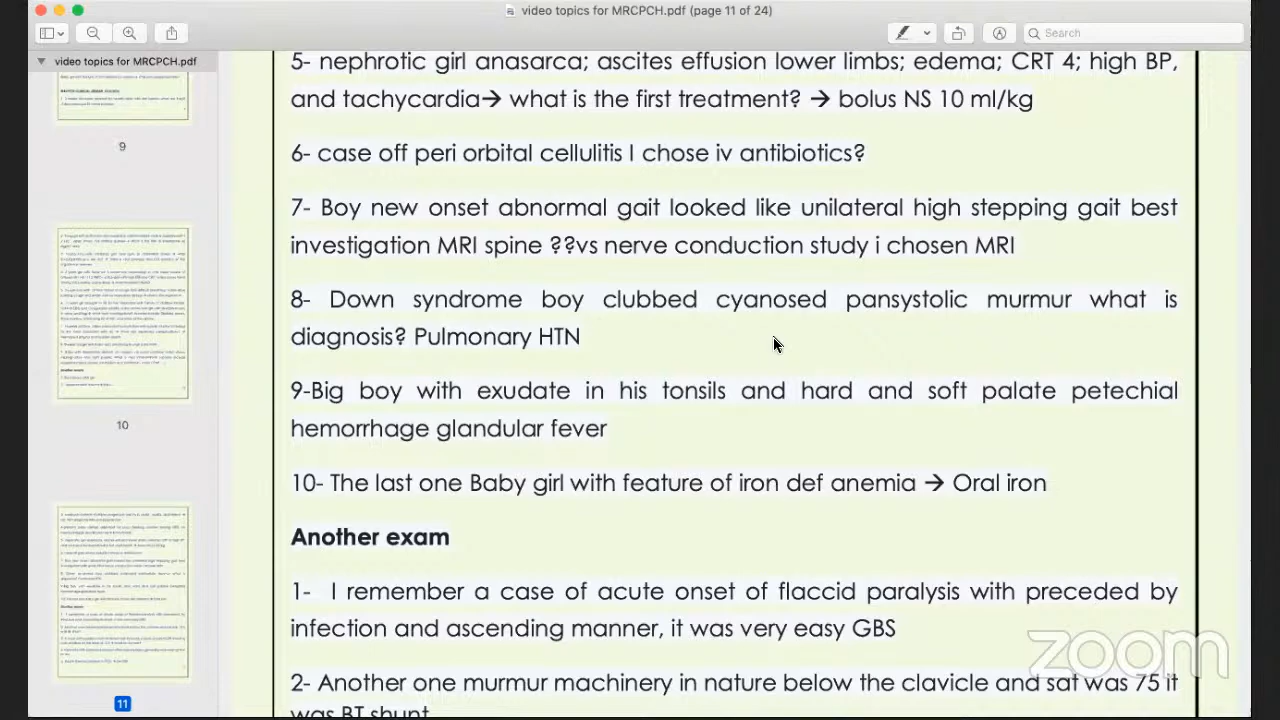 video topics for MRCPCH.pdf (page 11 of 24)
Search
video topics for MRCPCH.pdf
9
10
11
5- nephrotic girl anasarca; ascites effusion lower limbs; edema; CRT 4; high BP,
and tachycardia→ what is the first treatment? → bolus NS 10 ml/kg
6- case off peri orbital cellulitis I chose iv antibiotics?
7- Boy new onset abnormal gait looked like unilateral high stepping gait best
investigation MRI spine ??vs nerve conduction study i chosen MRI
8- Down syndrome boy clubbed cyanosed pansystolic murmur what is
diagnosis? Pulmonary HTN
9-Big boy with exudate in his tonsils and hard and soft palate petechial
hemorrhage glandular fever
10- The last one Baby girl with feature of iron def anemia → Oral iron
Another exam
1- I remember a case of acute onset of flaccid paralysis with preceded by
infection and ascending manner, it was video GBS
2- Another one murmur machinery in nature below the clavicle and sat was 75 it
was BT shunt
zoom